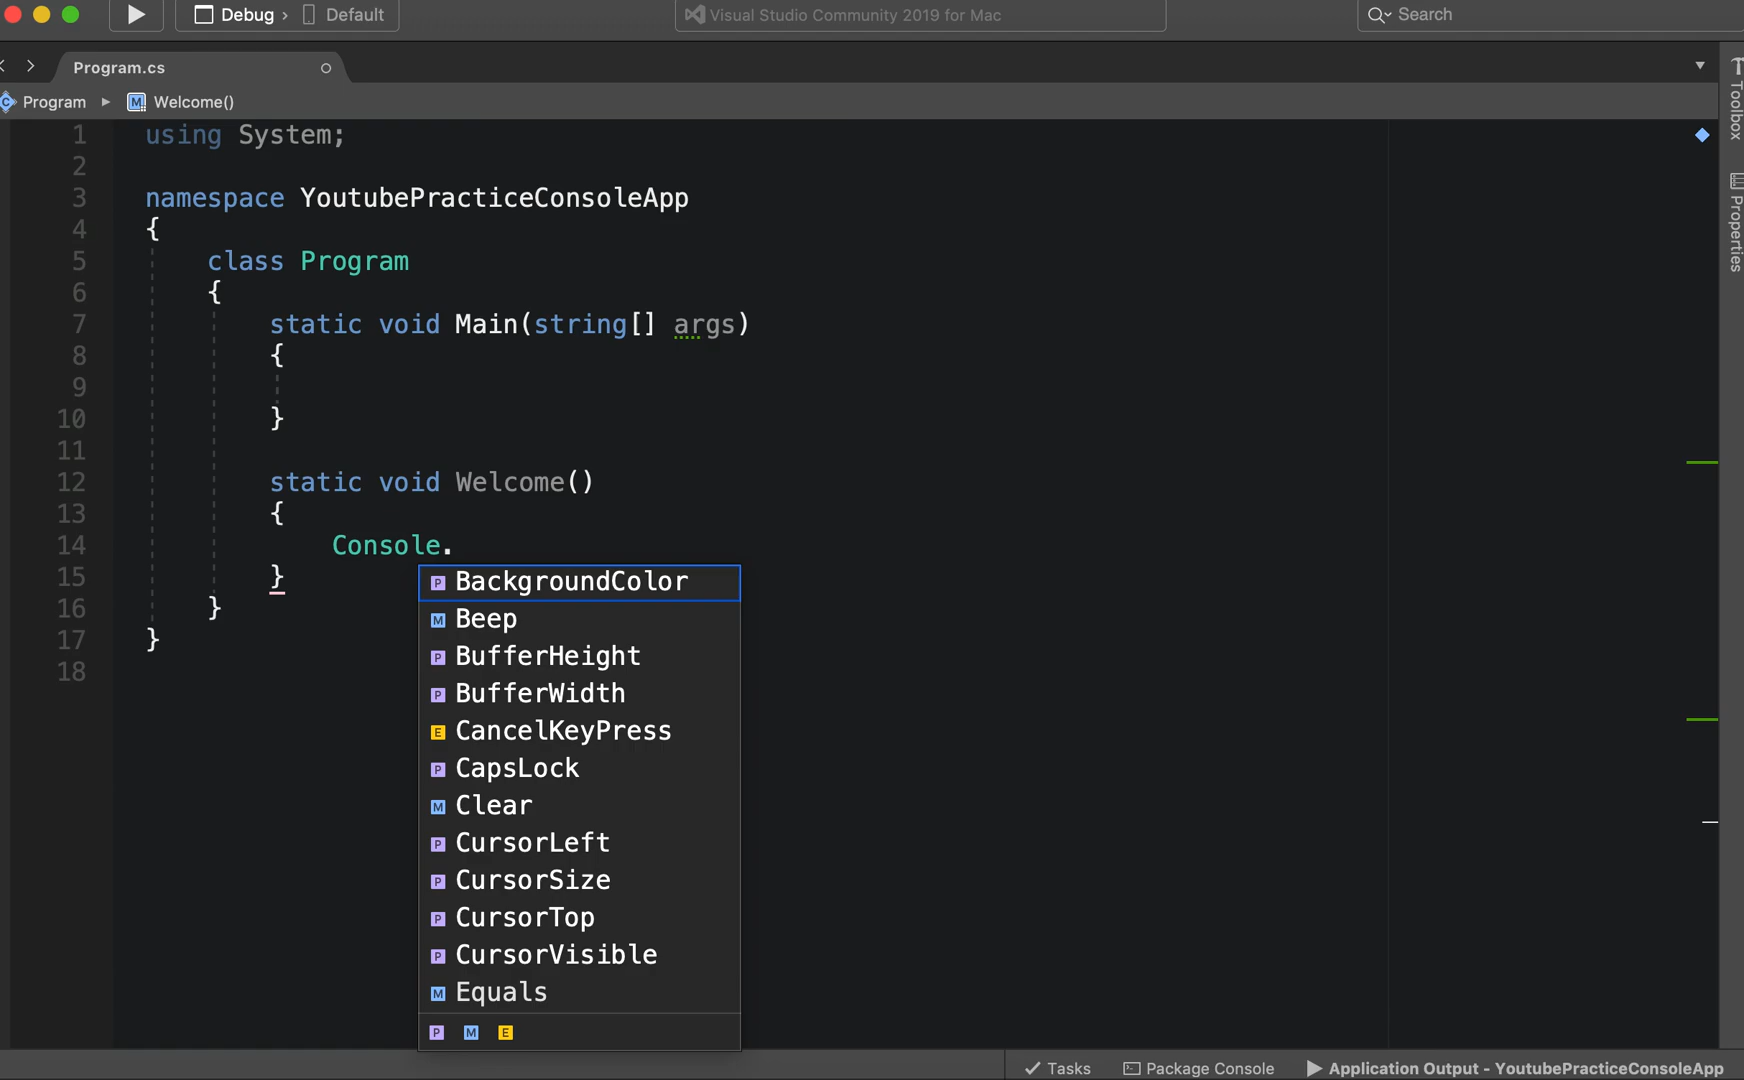 Debug › Default
Visual Studio Community 2019 for Mac
Search
Program.cs
Program ▸ M Welcome()
1 using System;
2
3 namespace YoutubePracticeConsoleApp
4 {
5 class Program
6 {
7 static void Main(string[] args)
8 {
9
10 }
11
12 static void Welcome()
13 {
14 Console.
15 }
16 }
17 }
18
P BackgroundColor
M Beep
P BufferHeight
P BufferWidth
E CancelKeyPress
P CapsLock
M Clear
P CursorLeft
P CursorSize
P CursorTop
P CursorVisible
M Equals
P M E
Toolbox
Properties
Tasks
Package Console
Application Output - YoutubePracticeConsoleApp